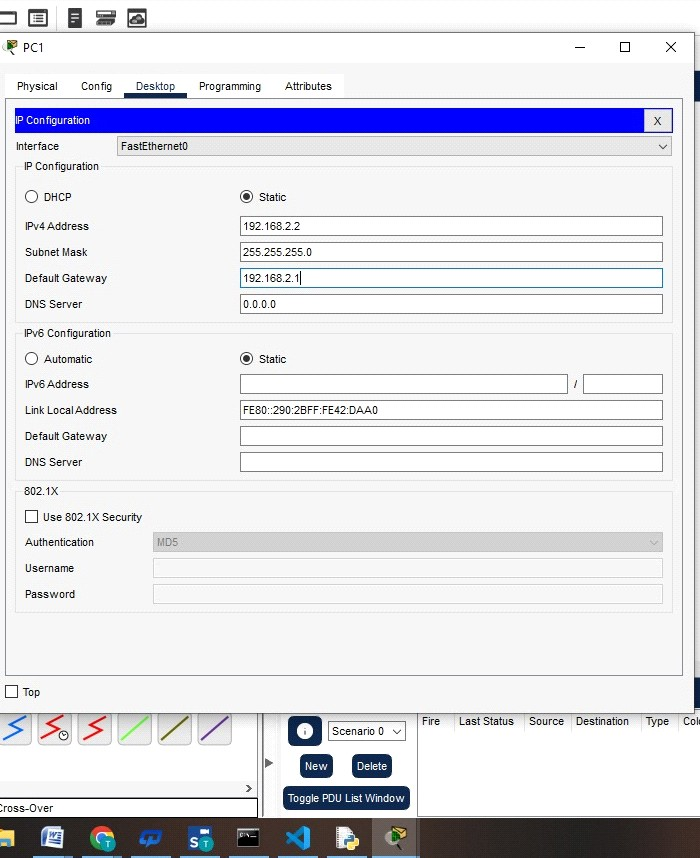 PC1
Physical Config Desktop Programming Attributes
IP Configuration X
Interface FastEthernet0
IP Configuration
DHCP Static
IPv4 Address 192.168.2.2
Subnet Mask 255.255.255.0
Default Gateway 192.168.2.1
DNS Server 0.0.0.0
IPv6 Configuration
Automatic Static
IPv6 Address /
Link Local Address FE80::290:2BFF:FE42:DAA0
Default Gateway
DNS Server
802.1X
Use 802.1X Security
Authentication MD5
Username
Password
Top
Scenario 0
Fire Last Status Source Destination Type Colo
New Delete
Toggle PDU List Window
Cross-Over